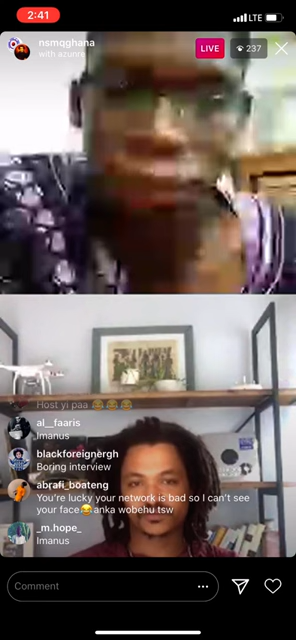 2:41
LTE
nsmqghana
with azunre
LIVE
237
Host yi paa 😂😂😂
al__faaris
Imanus
blackforeignergh
Boring interview
abrafi_boateng
You're lucky your network is bad so I can't see
your face😂anka wobehu tsw
_m.hope_
Imanus
Comment